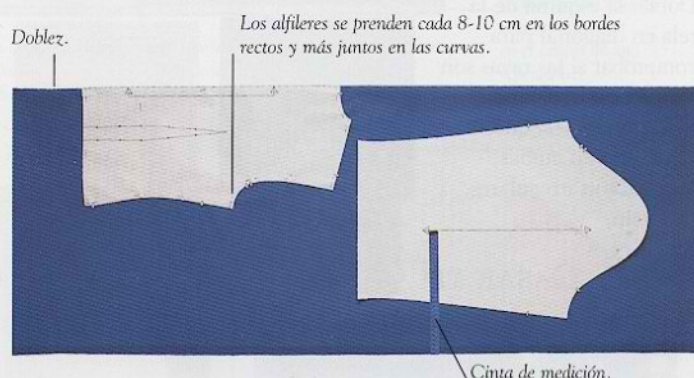 Doblez.
Los alfileres se prenden cada 8-10 cm en los bordes
rectos y más juntos en las curvas.
Cinta de medición.